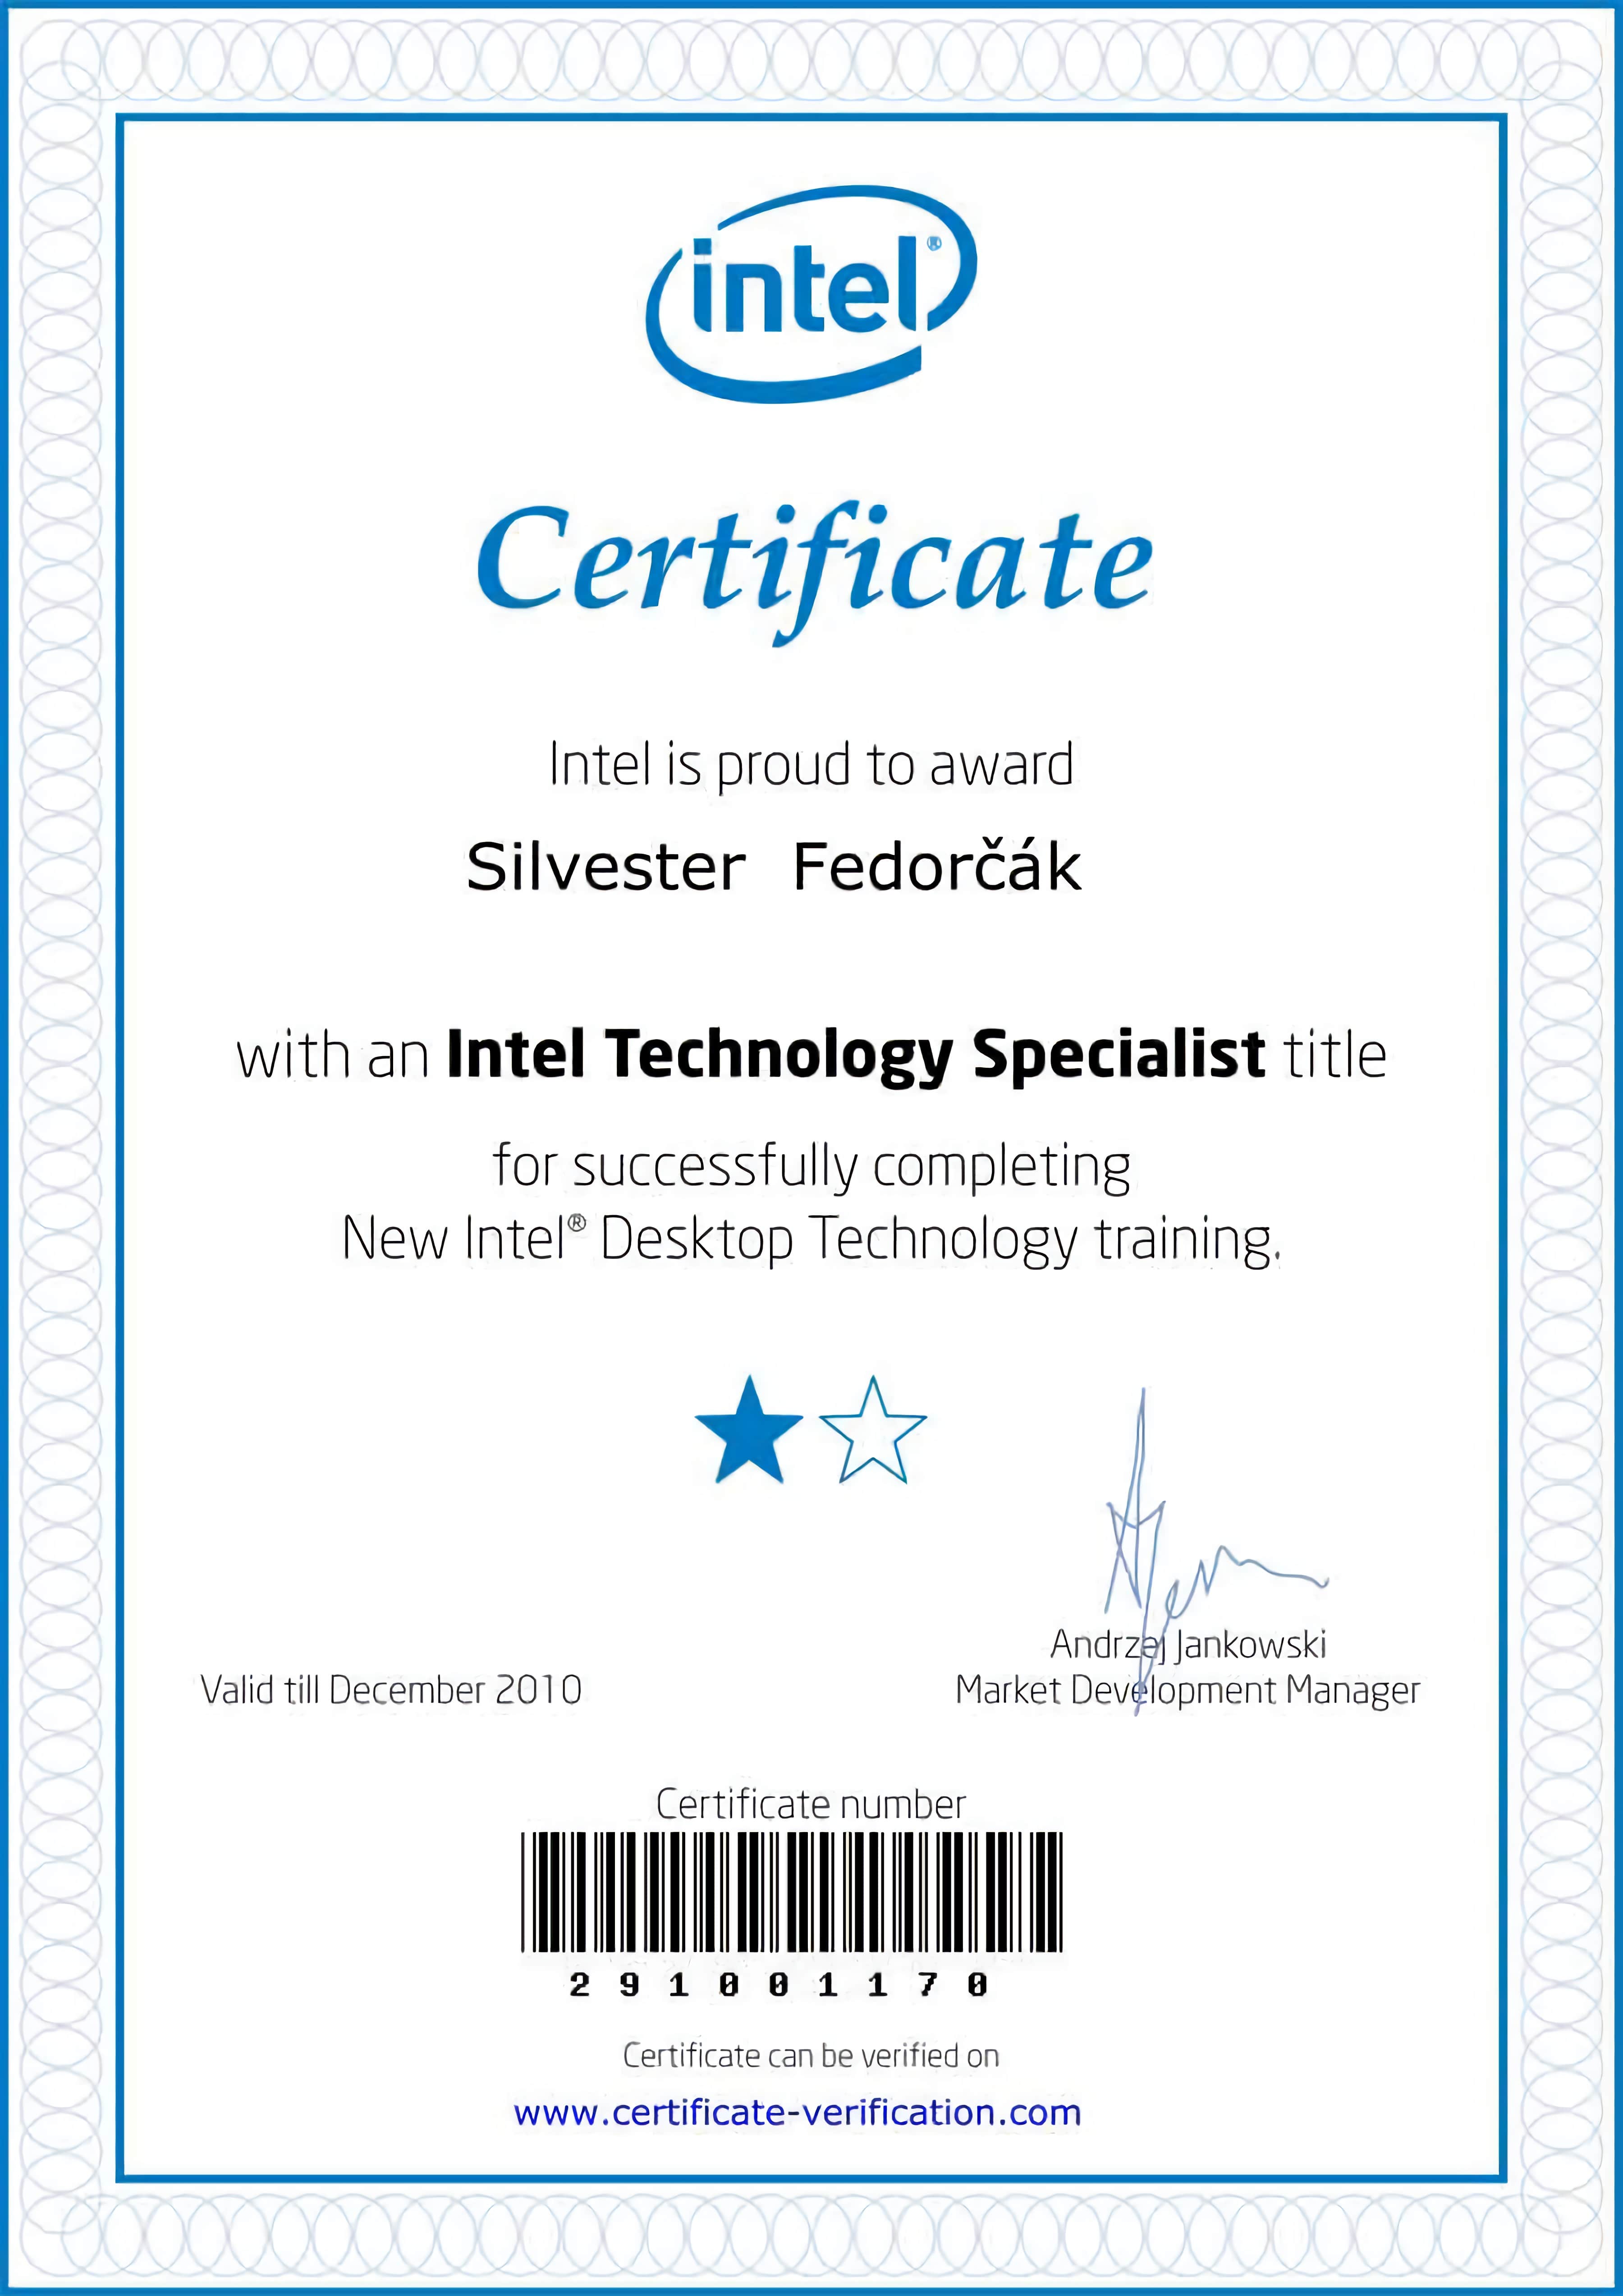 intel®
Certificate
Intel is proud to award
Silvester Fedorčák
with an Intel Technology Specialist title
for successfully completing
New Intel® Desktop Technology training.
Andrzej Jankowski
Valid till December 2010
Market Development Manager
Certificate number
2 9 1 0 0 1 1 7 0
Certificate can be verified on
www.certificate-verification.com